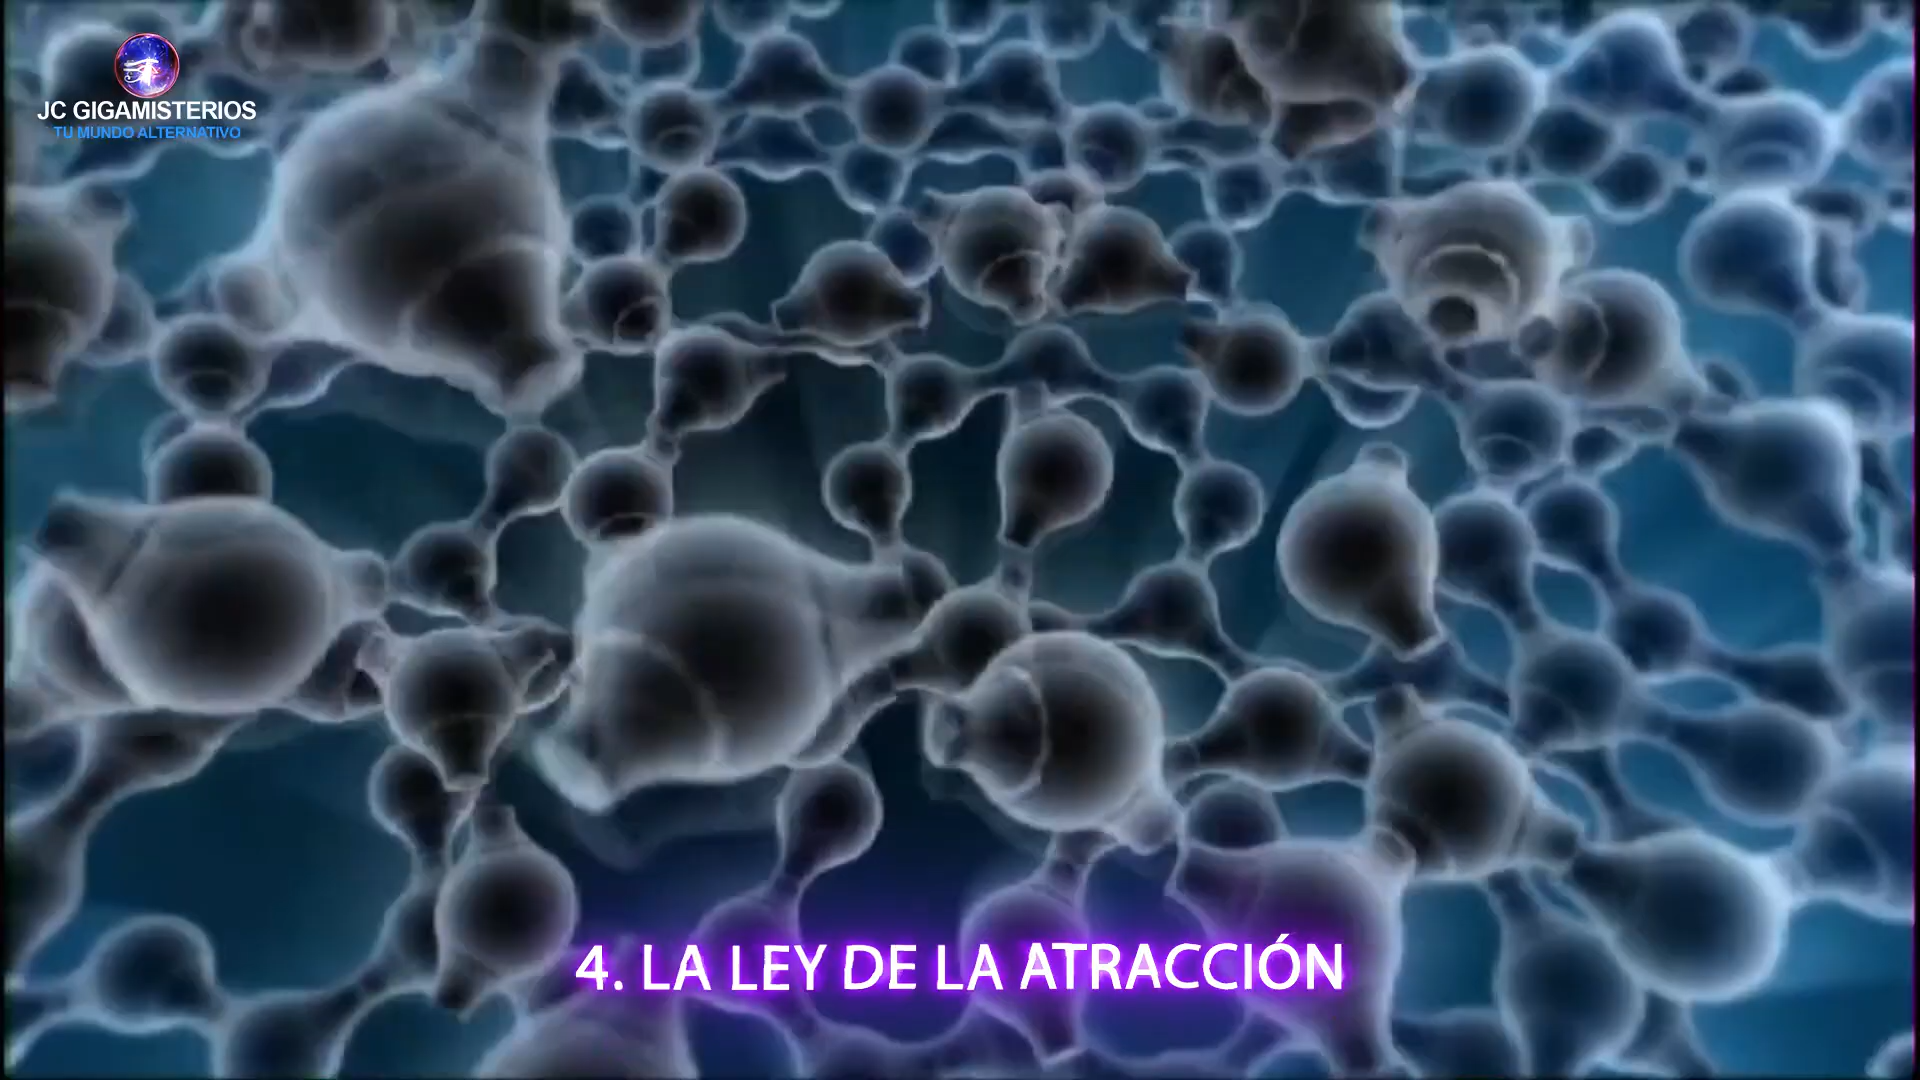 JC GIGAMISTERIOS
TU MUNDO ALTERNATIVO
4. LA LEY DE LA ATRACCIÓN